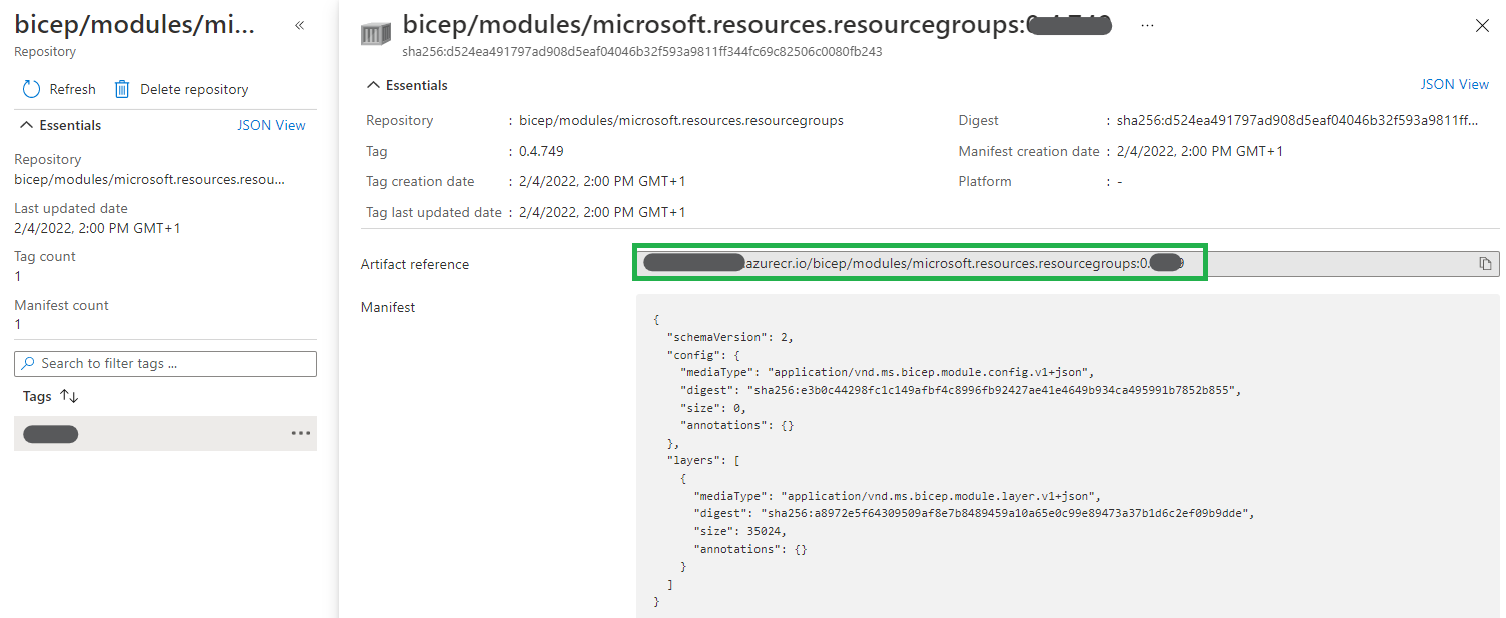 bicep/modules/mi...
Repository
Refresh
Delete repository
Essentials
JSON View
Repository
bicep/modules/microsoft.resources.resou...
Last updated date
2/4/2022, 2:00 PM GMT+1
Tag count
1
Manifest count
1
Search to filter tags ...
Tags
bicep/modules/microsoft.resources.resourcegroups:
sha256:d524ea491797ad908d5eaf04046b32f593a9811ff344fc69c82506c0080fb243
Essentials
JSON View
Repository : bicep/modules/microsoft.resources.resourcegroups
Digest : sha256:d524ea491797ad908d5eaf04046b32f593a9811ff...
Tag : 0.4.749
Manifest creation date : 2/4/2022, 2:00 PM GMT+1
Tag creation date : 2/4/2022, 2:00 PM GMT+1
Platform : -
Tag last updated date : 2/4/2022, 2:00 PM GMT+1
Artifact reference
azurecr.io/bicep/modules/microsoft.resources.resourcegroups:0.
Manifest
{
"schemaVersion": 2,
"config": {
"mediaType": "application/vnd.ms.bicep.module.config.v1+json",
"digest": "sha256:e3b0c44298fc1c149afbf4c8996fb92427ae41e4649b934ca495991b7852b855",
"size": 0,
"annotations": {}
},
"layers": [
{
"mediaType": "application/vnd.ms.bicep.module.layer.v1+json",
"digest": "sha256:a8972e5f64309509af8e7b8489459a10a65e0c99e89473a37b1d6c2ef09b9dde",
"size": 35024,
"annotations": {}
}
]
}